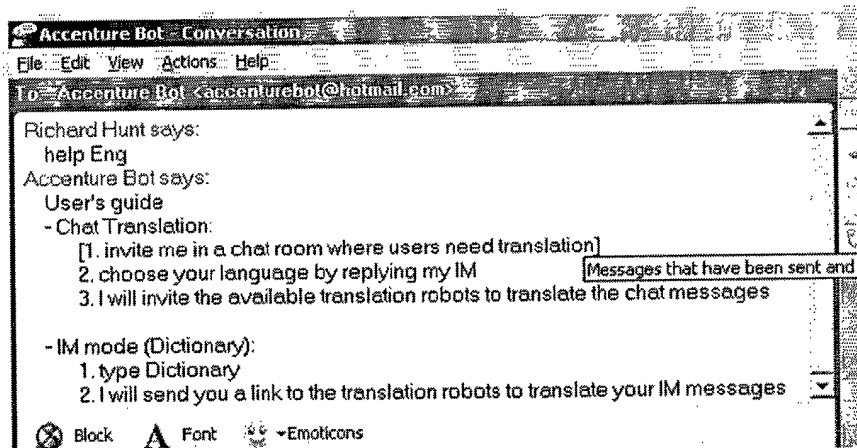 Accenture Bot - Conversation
File Edit View Actions Help
To: Accenture Bot <accenturebot@hotmail.com>
Richard Hunt says:
help Eng
Accenture Bot says:
User's guide
- Chat Translation:
[1. invite me in a chat room where users need translation]
2. choose your language by replying my IM
Messages that have been sent and
3. I will invite the available translation robots to translate the chat messages
- IM mode (Dictionary):
1. type Dictionary
2. I will send you a link to the translation robots to translate your IM messages
Block Font Emoticons